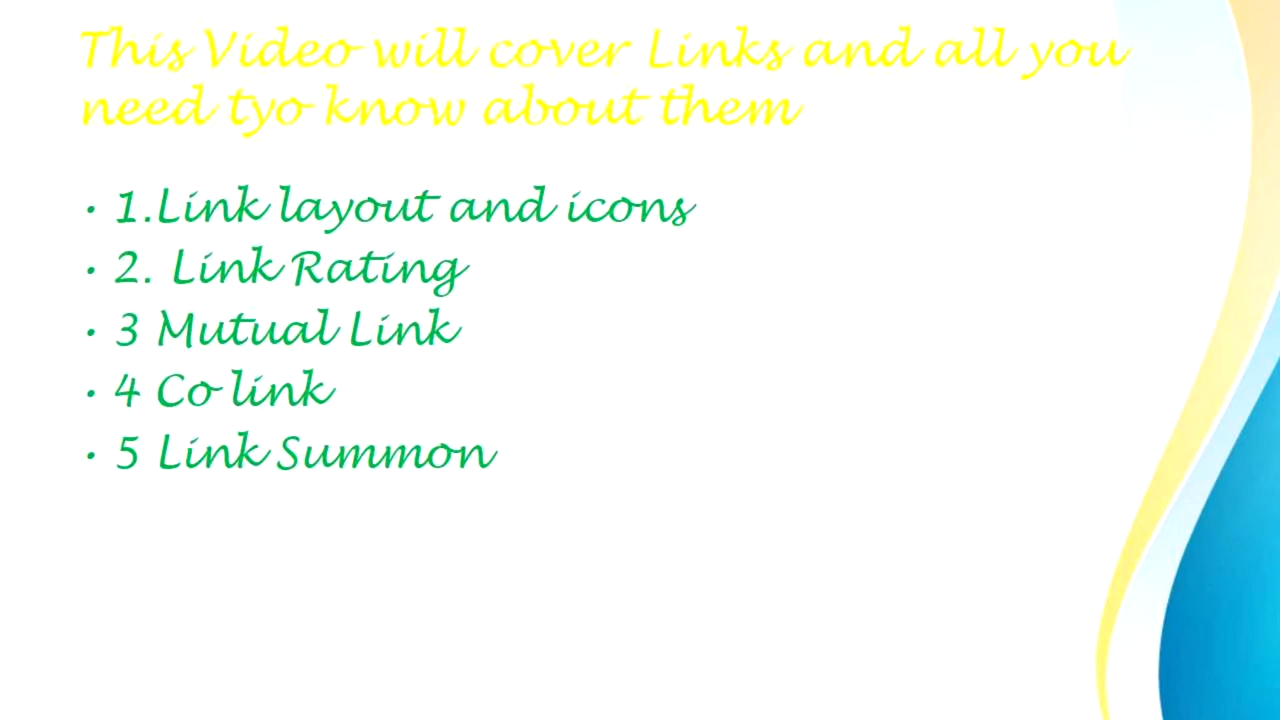 This Video will cover Links and all you
need tyo know about them
• 1.Link layout and icons
• 2. Link Rating
• 3 Mutual Link
• 4 Co link
• 5 Link Summon